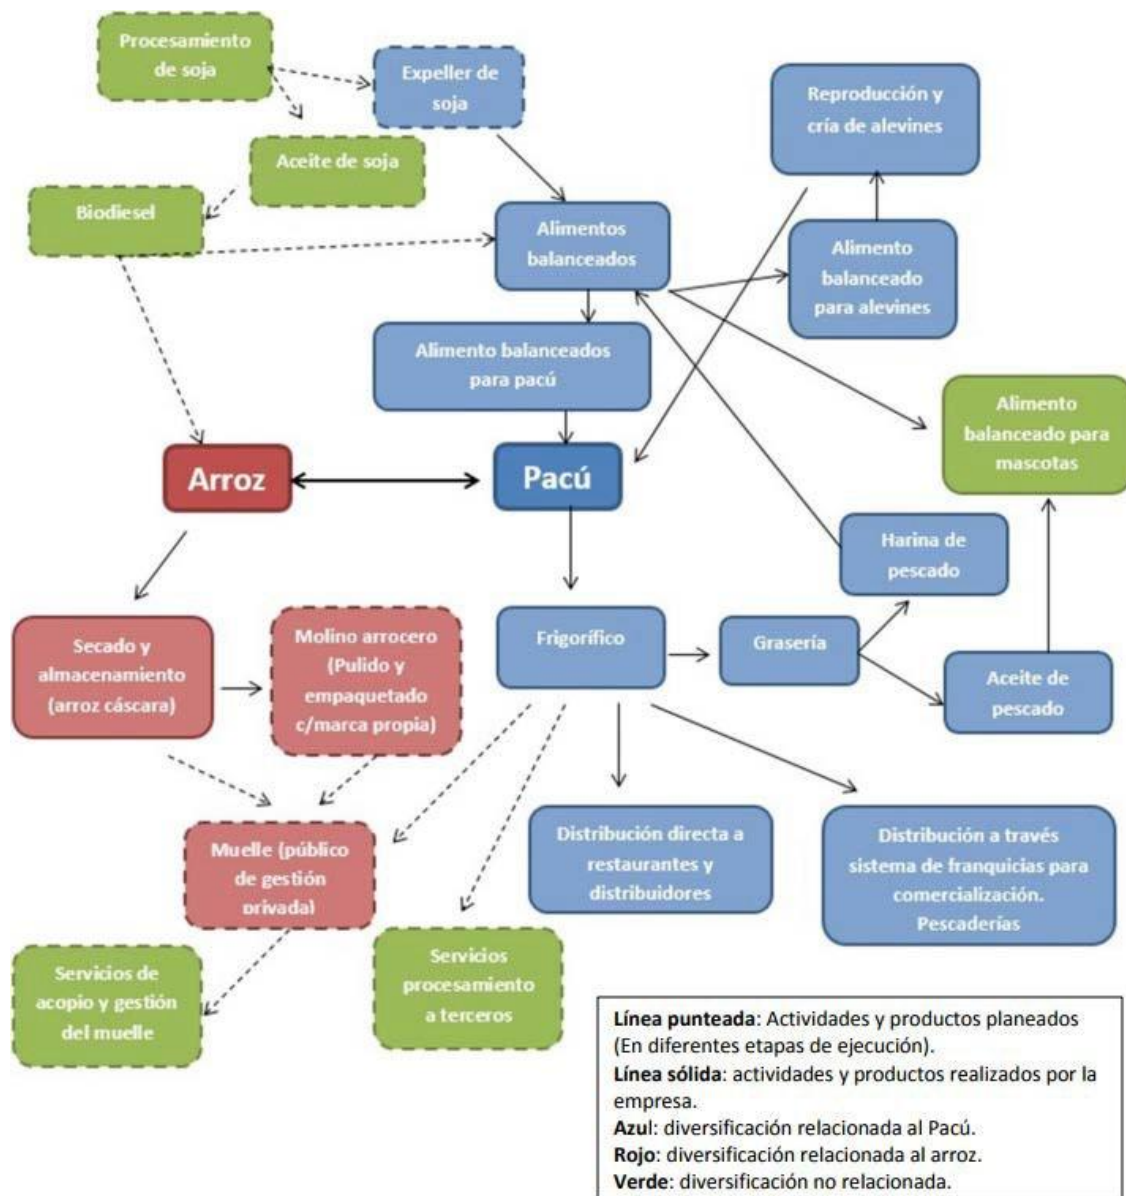 Procesamiento
de soja
Expeller de
soja
Reproducción y
cría de alevines
Aceite de soja
Biodiesel
Alimentos
balanceados
Alimento
balanceado
para alevines
Alimento balanceados
para pacú
Alimento
balanceado para
mascotas
Arroz
Pacú
Harina de
pescado
Secado y
almacenamiento
(arroz cáscara)
Molino arrocero
(Pulido y
empaquetado
c/marca propia)
Frigorífico
Grasería
Aceite de
pescado
Muelle (público
de gestión
privada)
Distribución directa a
restaurantes y
distribuidores
Distribución a través
sistema de franquicias para
comercialización.
Pescaderías
Servicios de
acopio y gestión
del muelle
Servicios
procesamiento
a terceros
Línea punteada: Actividades y productos planeados
(En diferentes etapas de ejecución).
Línea sólida: actividades y productos realizados por la
empresa.
Azul: diversificación relacionada al Pacú.
Rojo: diversificación relacionada al arroz.
Verde: diversificación no relacionada.